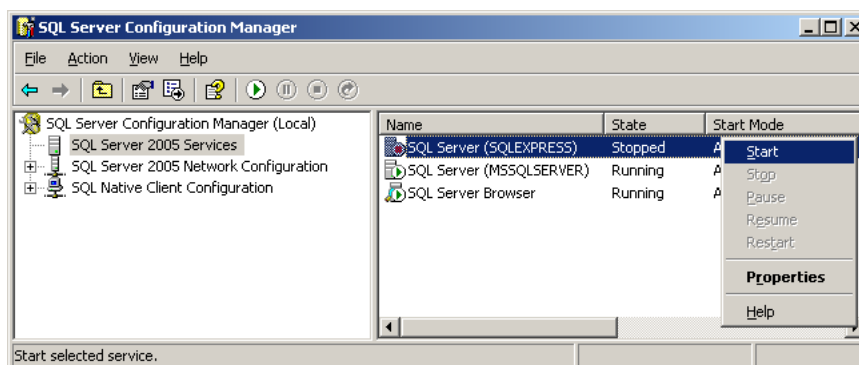 SQL Server Configuration Manager
File Action View Help
SQL Server Configuration Manager (Local)
SQL Server 2005 Services
SQL Server 2005 Network Configuration
SQL Native Client Configuration
Name State Start Mode
SQL Server (SQLEXPRESS) Stopped A
SQL Server (MSSQLSERVER) Running A
SQL Server Browser Running A
Start
Stop
Pause
Resume
Restart
Properties
Help
Start selected service.